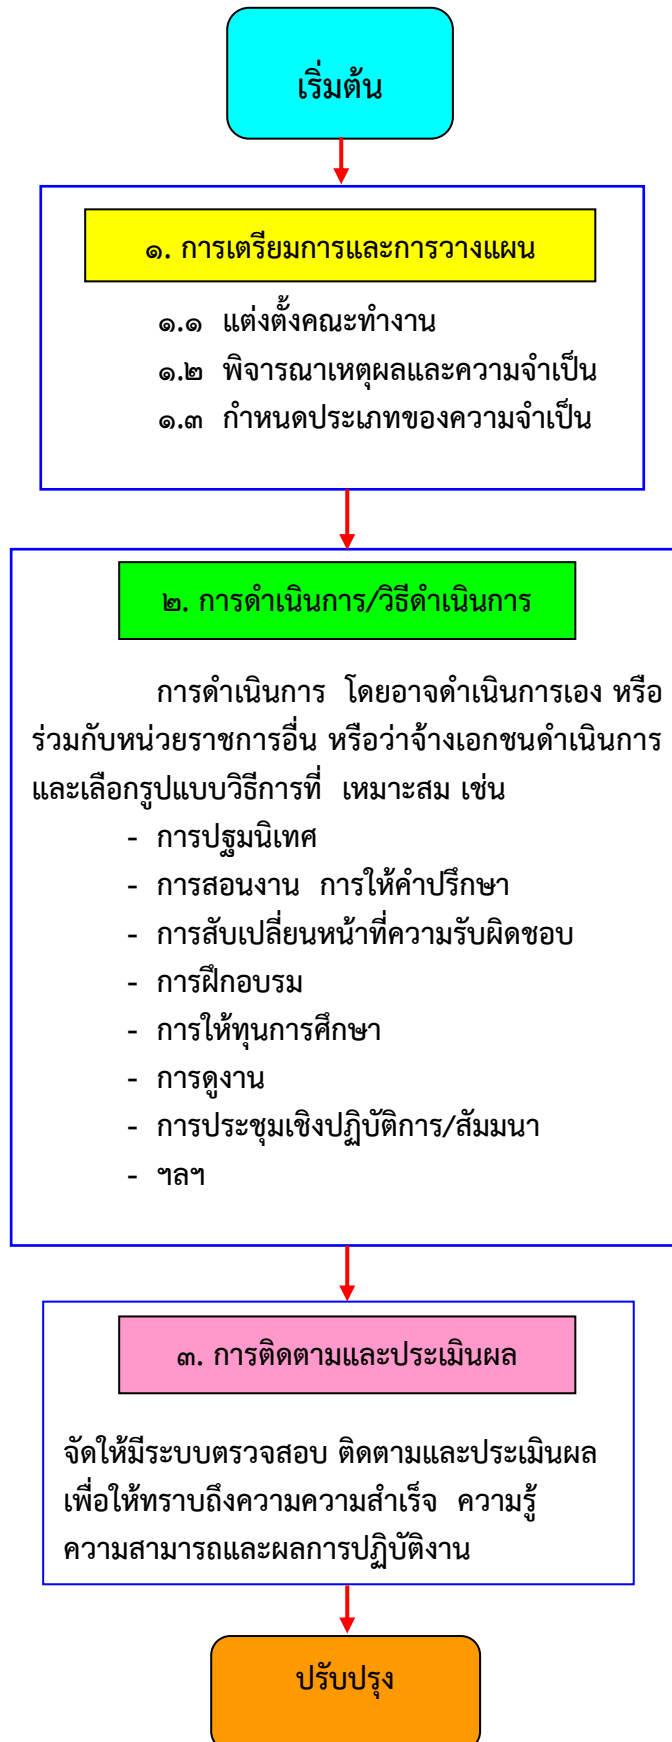 เริ่มต้น
๑. การเตรียมการและการวางแผน
๑.๑ แต่งตั้งคณะทำงาน
๑.๒ พิจารณาเหตุผลและความจำเป็น
๑.๓ กำหนดประเภทของความจำเป็น
๒. การดำเนินการ/วิธีดำเนินการ
การดำเนินการ โดยอาจดำเนินการเอง หรือ
ร่วมกับหน่วยราชการอื่น หรือว่าจ้างเอกชนดำเนินการ
และเลือกรูปแบบวิธีการที่ เหมาะสม เช่น
- การปฐมนิเทศ
- การสอนงาน การให้คำปรึกษา
- การสับเปลี่ยนหน้าที่ความรับผิดชอบ
- การฝึกอบรม
- การให้ทุนการศึกษา
- การดูงาน
- การประชุมเชิงปฏิบัติการ/สัมมนา
- ฯลฯ
๓. การติดตามและประเมินผล
จัดให้มีระบบตรวจสอบ ติดตามและประเมินผล
เพื่อให้ทราบถึงความความสำเร็จ ความรู้
ความสามารถและผลการปฏิบัติงาน
ปรับปรุง